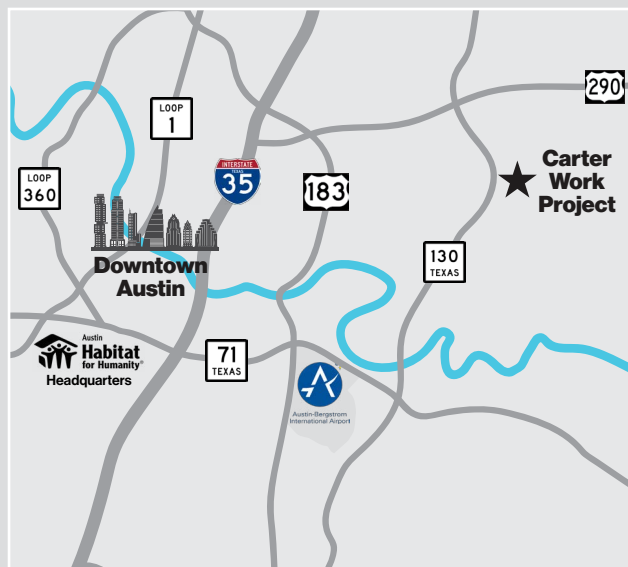 290
LOOP
1
Carter
Work
Project
INTERSTATE
TEXAS
35
LOOP
360
183
130
TEXAS
Downtown
Austin
Austin
Habitat
for Humanity®
Headquarters
71
TEXAS
Austin-Bergstrom
International Airport